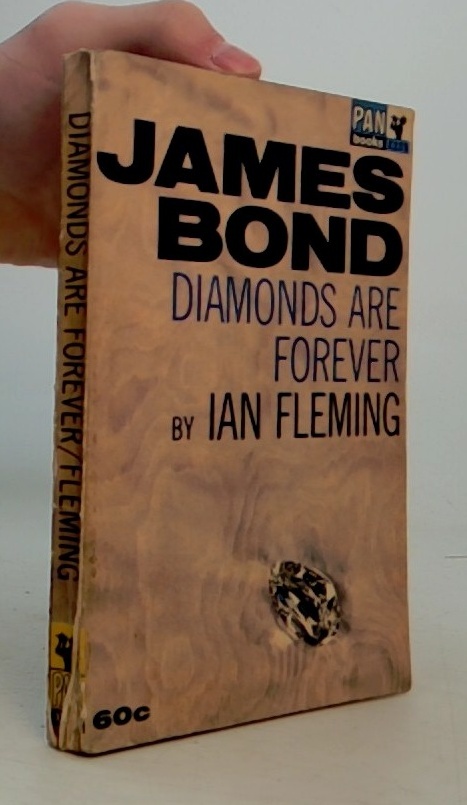 DIAMONDS ARE FOREVER/FLEMING
PAN
books
JAMES
BOND
DIAMONDS ARE
FOREVER
BY IAN FLEMING
60c